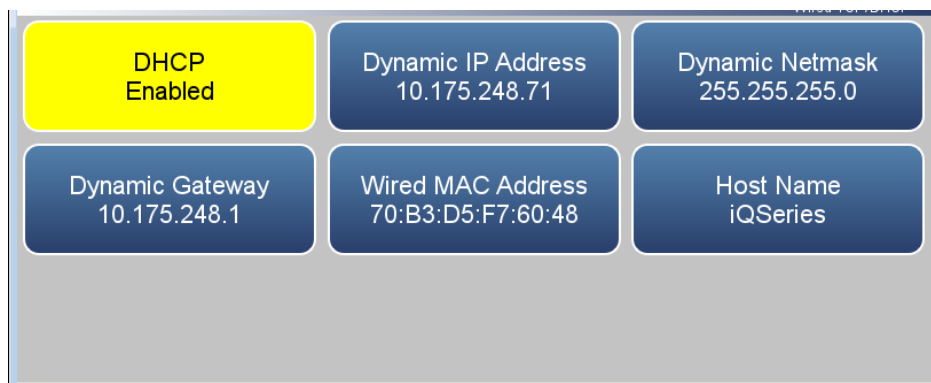 DHCP
Enabled
Dynamic IP Address
10.175.248.71
Dynamic Netmask
255.255.255.0
Dynamic Gateway
10.175.248.1
Wired MAC Address
70:B3:D5:F7:60:48
Host Name
iQSeries